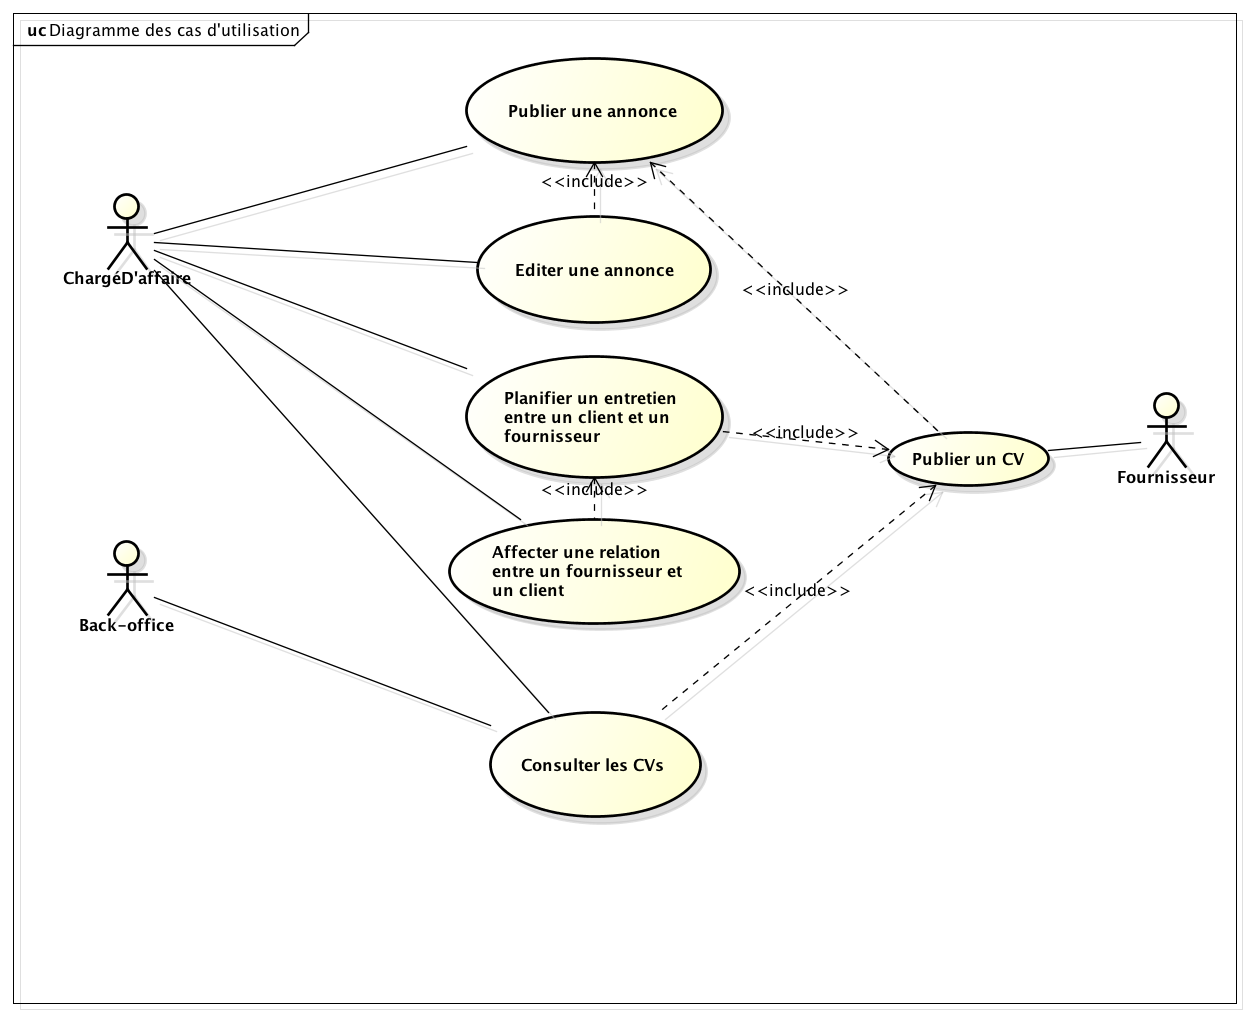 uc Diagramme des cas d'utilisation
Publier une annonce
<<include>>
ChargéD'affaire
Editer une annonce
<<include>>
Planifier un entretien
entre un client et un
fournisseur
<<include>>
Publier un CV
Fournisseur
<<include>>
Affecter une relation
entre un fournisseur et
un client
<<include>>
Back-office
Consulter les CVs